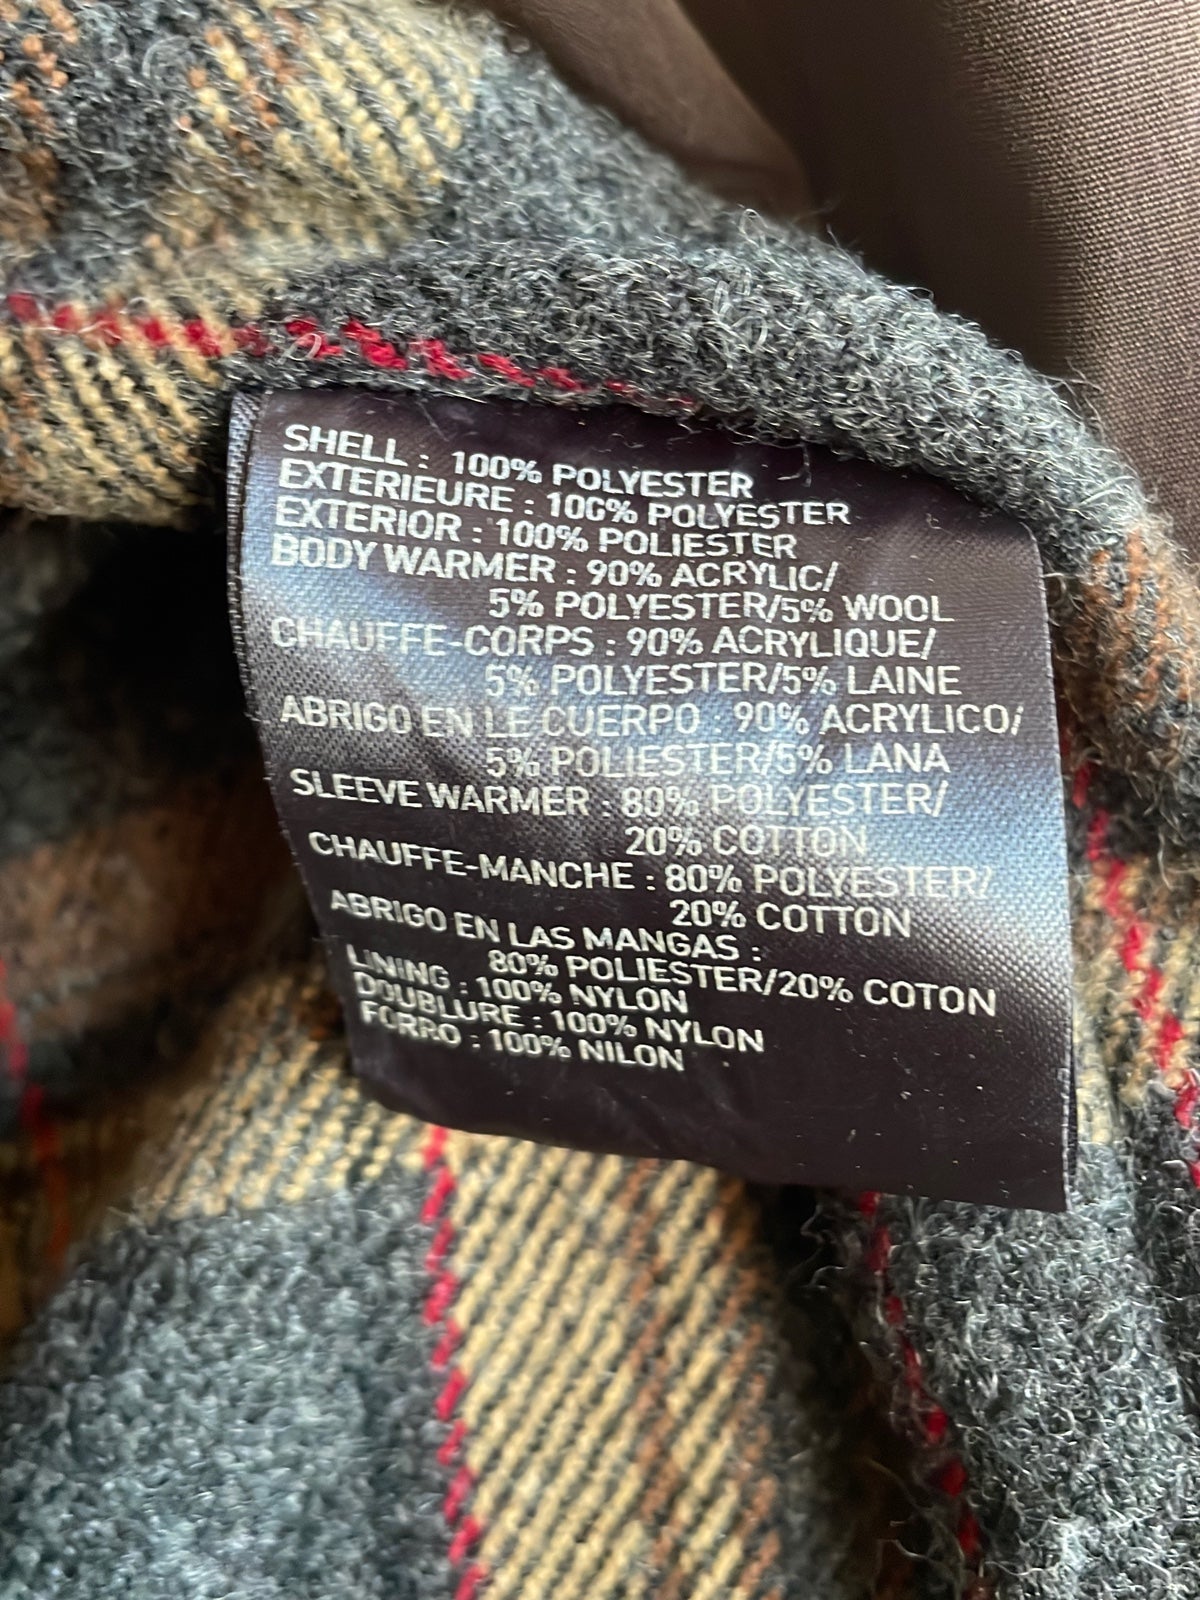 SHELL : 100% POLYESTER
EXTERIEURE : 100% POLYESTER
EXTERIOR : 100% POLIESTER
BODY WARMER : 90% ACRYLIC/
5% POLYESTER/5% WOOL
CHAUFFE-CORPS : 90% ACRYLIQUE/
5% POLYESTER/5% LAINE
ABRIGO EN LE CUERPO : 90% ACRYLICO/
5% POLIESTER/5% LANA
SLEEVE WARMER : 80% POLYESTER/
20% COTTON
CHAUFFE-MANCHE : 80% POLYESTER/
20% COTTON
ABRIGO EN LAS MANGAS :
80% POLIESTER/20% COTON
LINING : 100% NYLON
DOUBLURE : 100% NYLON
FORRO : 100% NILON